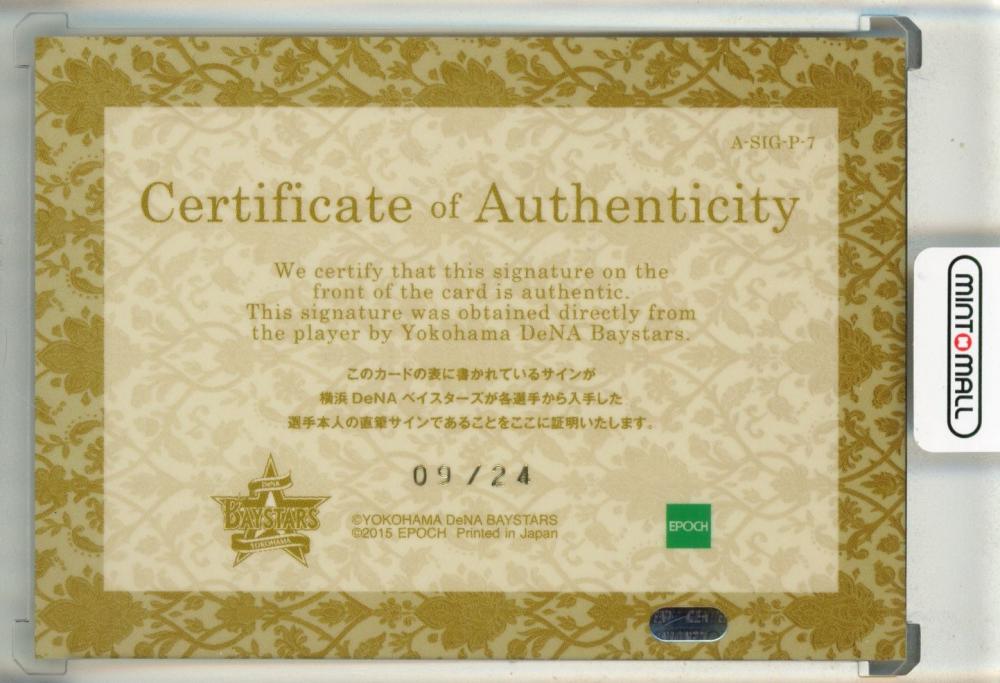 A-SIG-P-7
Certificate of Authenticity
We certify that this signature on the
front of the card is authentic.
This signature was obtained directly from
the player by Yokohama DeNA Baystars.
このカードの表に書かれているサインが
横浜 DeNA ベイスターズが各選手から入手した
選手本人の直筆サインであることをここに証明いたします。
09/24
DeNA
BAYSTARS
YOKOHAMA
©YOKOHAMA DeNA BAYSTARS
©2015 EPOCH Printed in Japan
EPOCH
MINT MALL